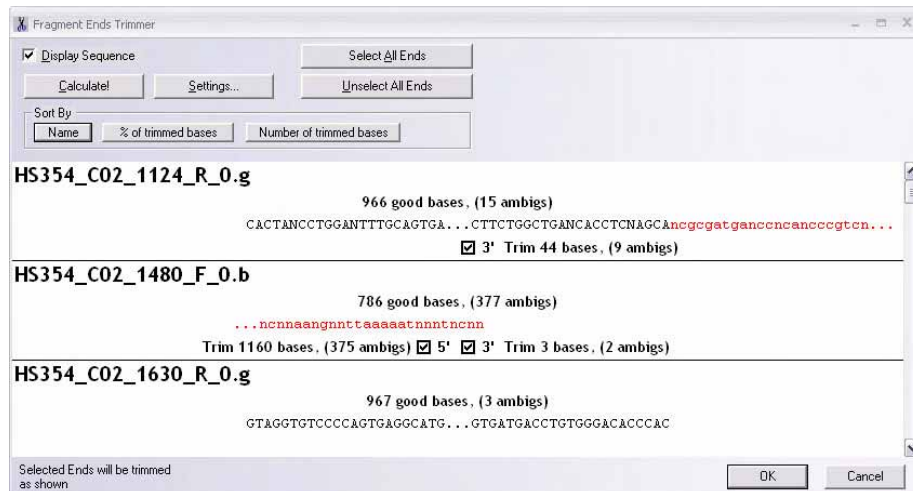 Fragment Ends Trimmer
Display Sequence
Select All Ends
Calculate!
Settings...
Unselect All Ends
Sort By
Name
% of trimmed bases
Number of trimmed bases
HS354_C02_1124_R_0.g
966 good bases, (15 ambigs)
CACTANCCTGGANTTTGCAGTGA...CTTCTGGCTGANCACCTCNAGCAncgcgatganccncancccgtcn...
3' Trim 44 bases, (9 ambigs)
HS354_C02_1480_F_0.b
786 good bases, (377 ambigs)
...ncnnaangnnttaaaaatnnntncnn
Trim 1160 bases, (375 ambigs) 5' 3' Trim 3 bases, (2 ambigs)
HS354_C02_1630_R_0.g
967 good bases, (3 ambigs)
GTAGGTGTCCCCAGTGAGGCATG...GTGATGACCTGTGGGACACCCAC
Selected Ends will be trimmed
as shown
OK
Cancel